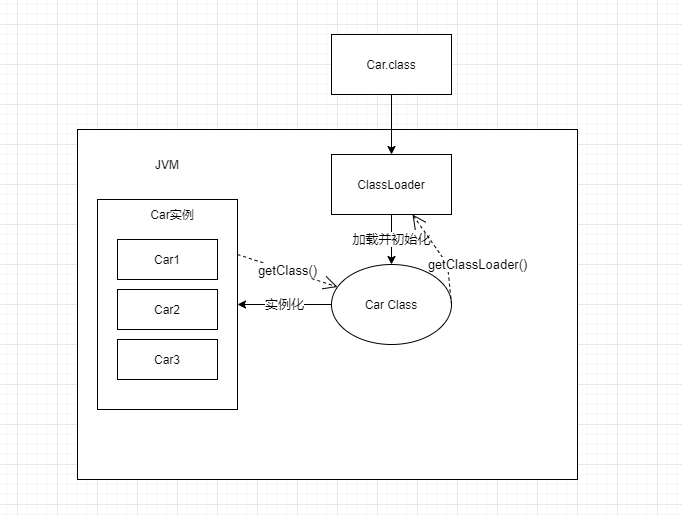 Car.class
JVM
ClassLoader
Car实例
加载并初始化
Car1
getClass()
getClassLoader()
Car2
实例化
Car Class
Car3